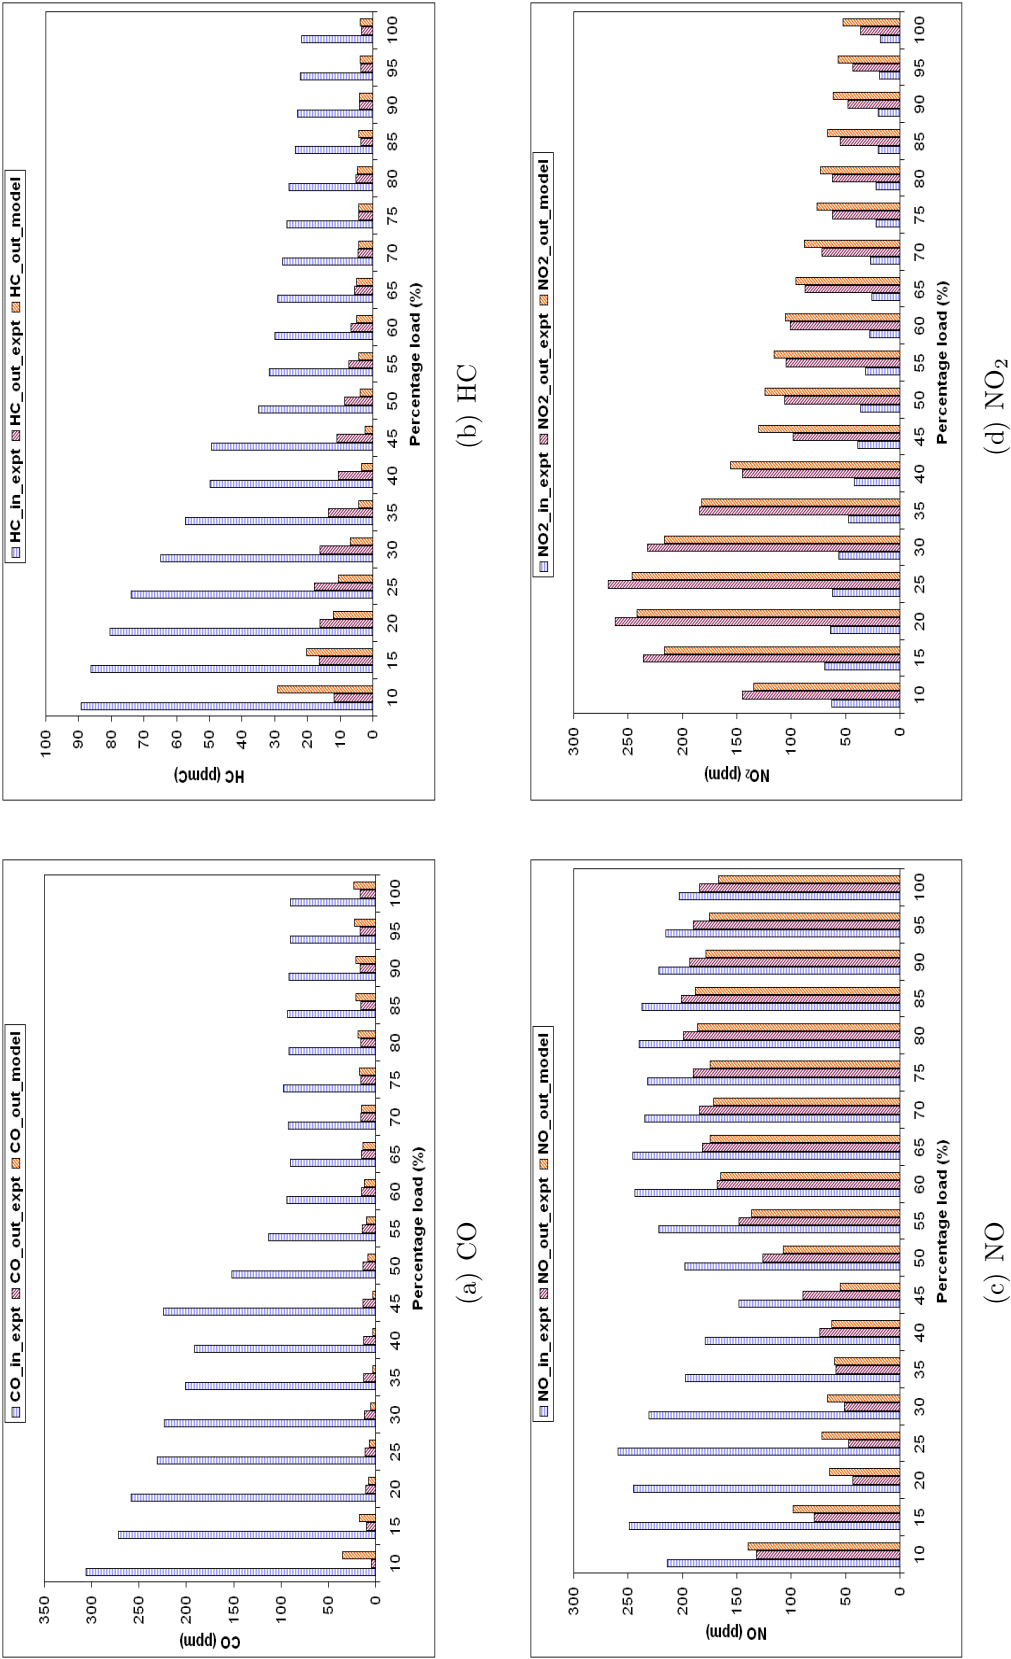 CO_in_expt CO_out_expt CO_out_model
CO (ppm)
350
300
250
200
150
100
50
0
10 15 20 25 30 35 40 45 50 55 60 65 70 75 80 85 90 95 100
Percentage load (%)
(a) CO
HC_in_expt HC_out_expt HC_out_model
HC (ppmC)
100
90
80
70
60
50
40
30
20
10
0
10 15 20 25 30 35 40 45 50 55 60 65 70 75 80 85 90 95 100
Percentage load (%)
(b) HC
NO_in_expt NO_out_expt NO_out_model
NO (ppm)
300
250
200
150
100
50
0
10 15 20 25 30 35 40 45 50 55 60 65 70 75 80 85 90 95 100
Percentage load (%)
(c) NO
NO2_in_expt NO2_out_expt NO2_out_model
NO₂ (ppm)
300
250
200
150
100
50
0
10 15 20 25 30 35 40 45 50 55 60 65 70 75 80 85 90 95 100
Percentage load (%)
(d) NO₂